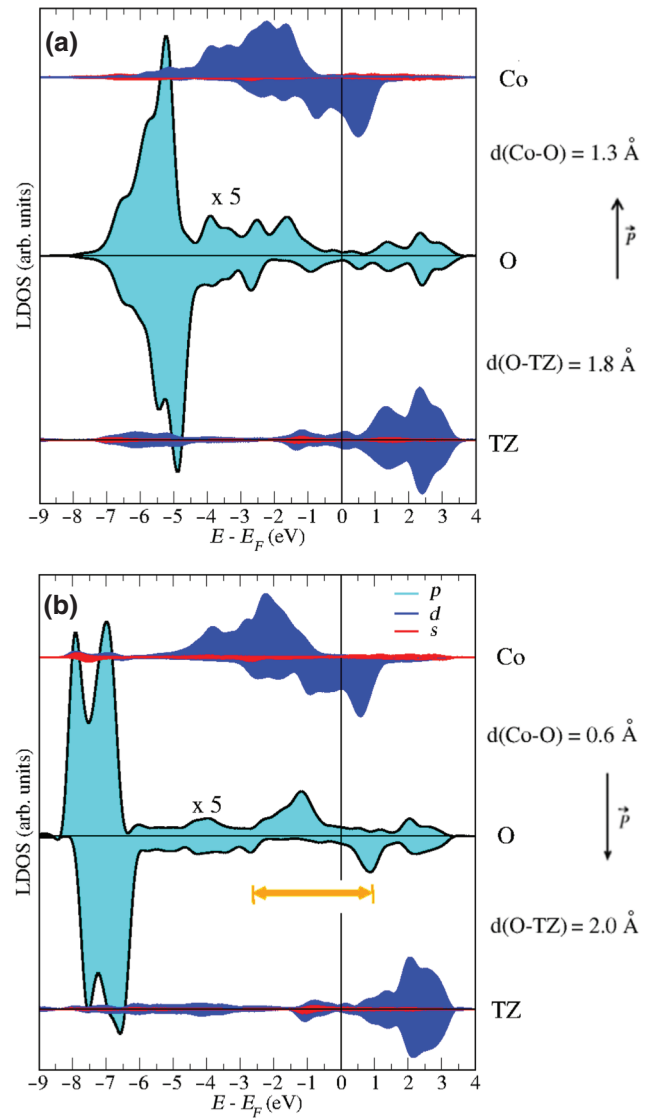 (a)
Co
d(Co-O) = 1.3 Å
x 5
p⃗
LDOS (arb. units)
O
d(O-TZ) = 1.8 Å
TZ
−9 −8 −7 −6 −5 −4 −3 −2 −1 0 1 2 3 4
E - E_F (eV)
(b)
p
d
s
Co
d(Co-O) = 0.6 Å
x 5
p⃗
LDOS (arb. units)
O
d(O-TZ) = 2.0 Å
TZ
−9 −8 −7 −6 −5 −4 −3 −2 −1 0 1 2 3 4
E - E_F (eV)